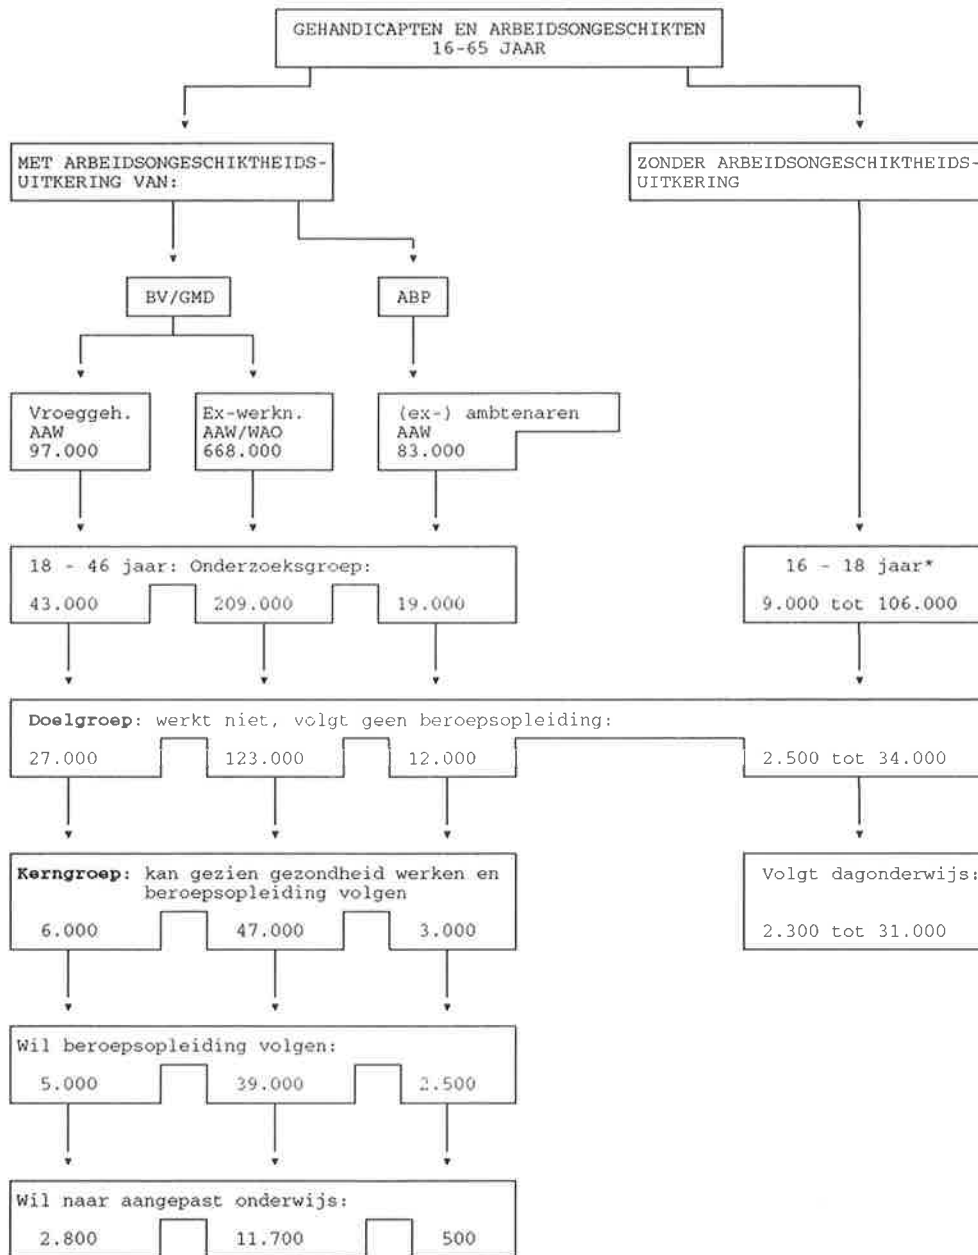 GEHANDICAPTEN EN ARBEIDSONGESCHIKTEN
16-65 JAAR
MET ARBEIDSONGESCHIKTHEIDS-
UITKERING VAN:
ZONDER ARBEIDSONGESCHIKTHEIDS-
UITKERING
BV/GMD
ABP
Vroeggeh.
AAW
97.000
Ex-werkn.
AAW/WAO
668.000
(ex-) ambtenaren
AAW
83.000
18 - 46 jaar: Onderzoeksgroep:
43.000 209.000 19.000
16 - 18 jaar*
9.000 tot 106.000
Doelgroep: werkt niet, volgt geen beroepsopleiding:
27.000 123.000 12.000 2.500 tot 34.000
Kerngroep: kan gezien gezondheid werken en
beroepsopleiding volgen
6.000 47.000 3.000
Volgt dagonderwijs:
2.300 tot 31.000
Wil beroepsopleiding volgen:
5.000 39.000 2.500
Wil naar aangepast onderwijs:
2.800 11.700 500